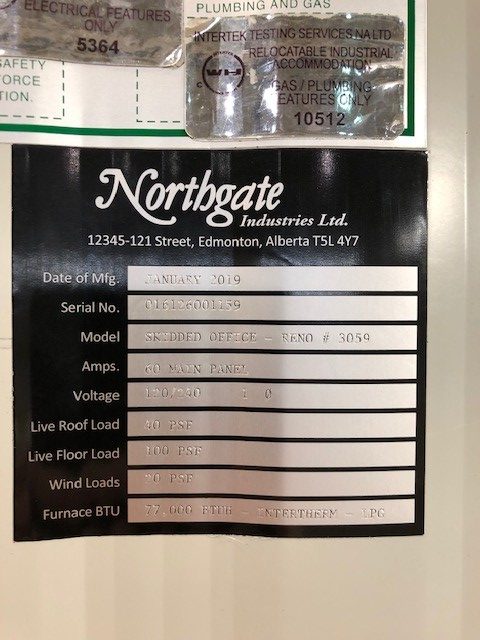 ELECTRICAL FEATURES
ONLY
5364
PLUMBING AND GAS
INTERTEK TESTING SERVICES NA LTD
RELOCATABLE INDUSTRIAL
ACCOMMODATION
WH
GAS / PLUMBING
FEATURES ONLY
10512
SAFETY
FORCE
TION.
Northgate
Industries Ltd.
12345-121 Street, Edmonton, Alberta T5L 4Y7
Date of Mfg. JANUARY 2019
Serial No. 016126001159
Model SKIDDED OFFICE - RENO # 3059
Amps. 60 MAIN PANEL
Voltage 120/240 1 Ø
Live Roof Load 40 PSF
Live Floor Load 100 PSF
Wind Loads 20 PSF
Furnace BTU 77,000 BTUH - INTERTHERM - LPG